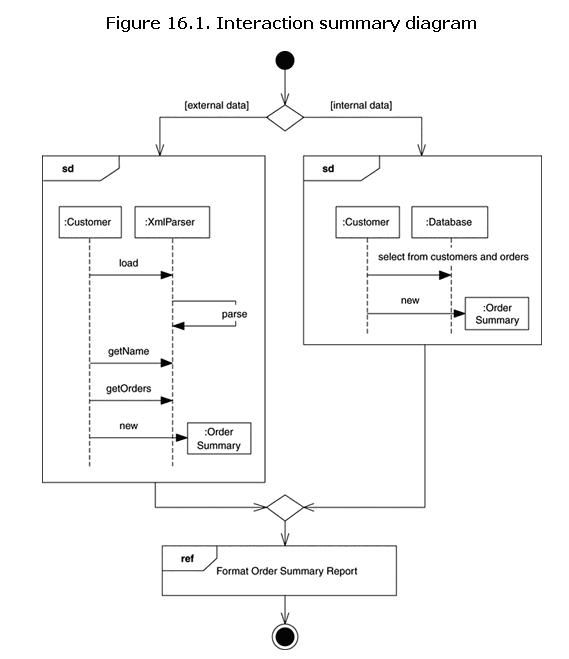 Figure 16.1. Interaction summary diagram
[external data]
[internal data]
sd
:Customer
:XmlParser
load
parse
getName
getOrders
new
:Order
Summary
sd
:Customer
:Database
select from customers and orders
new
:Order
Summary
ref
Format Order Summary Report